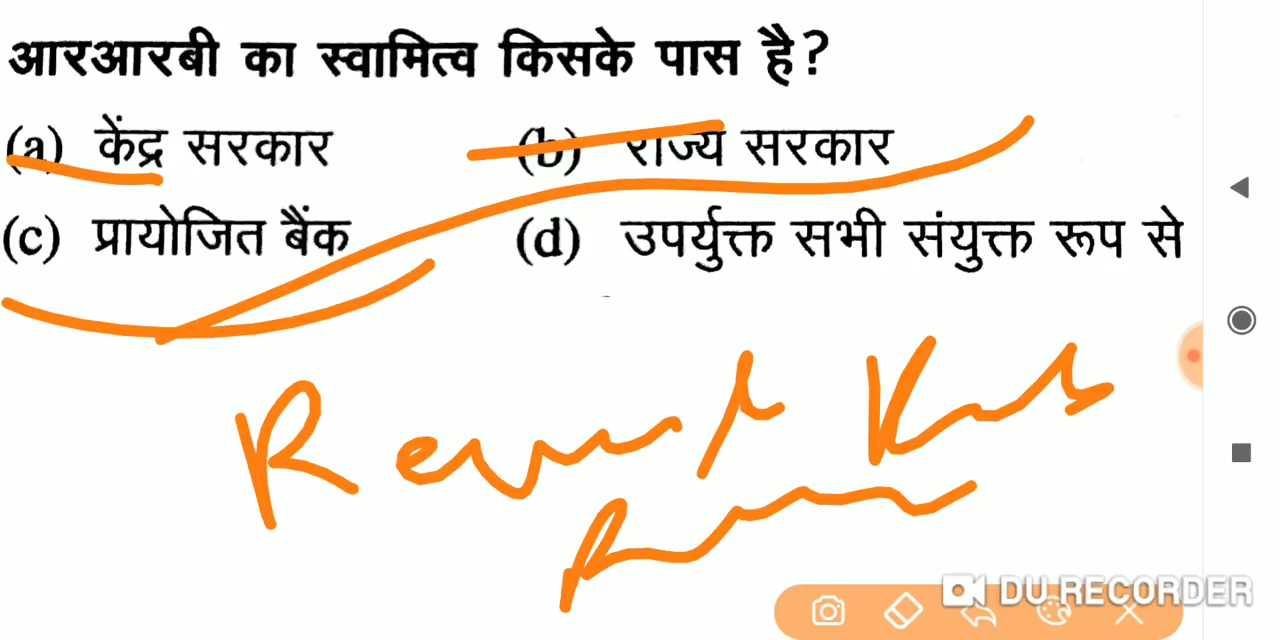 आरआरबी का स्वामित्व किसके पास है?
(a) केंद्र सरकार (b) राज्य सरकार
(c) प्रायोजित बैंक (d) उपर्युक्त सभी संयुक्त रूप से
DU RECORDER